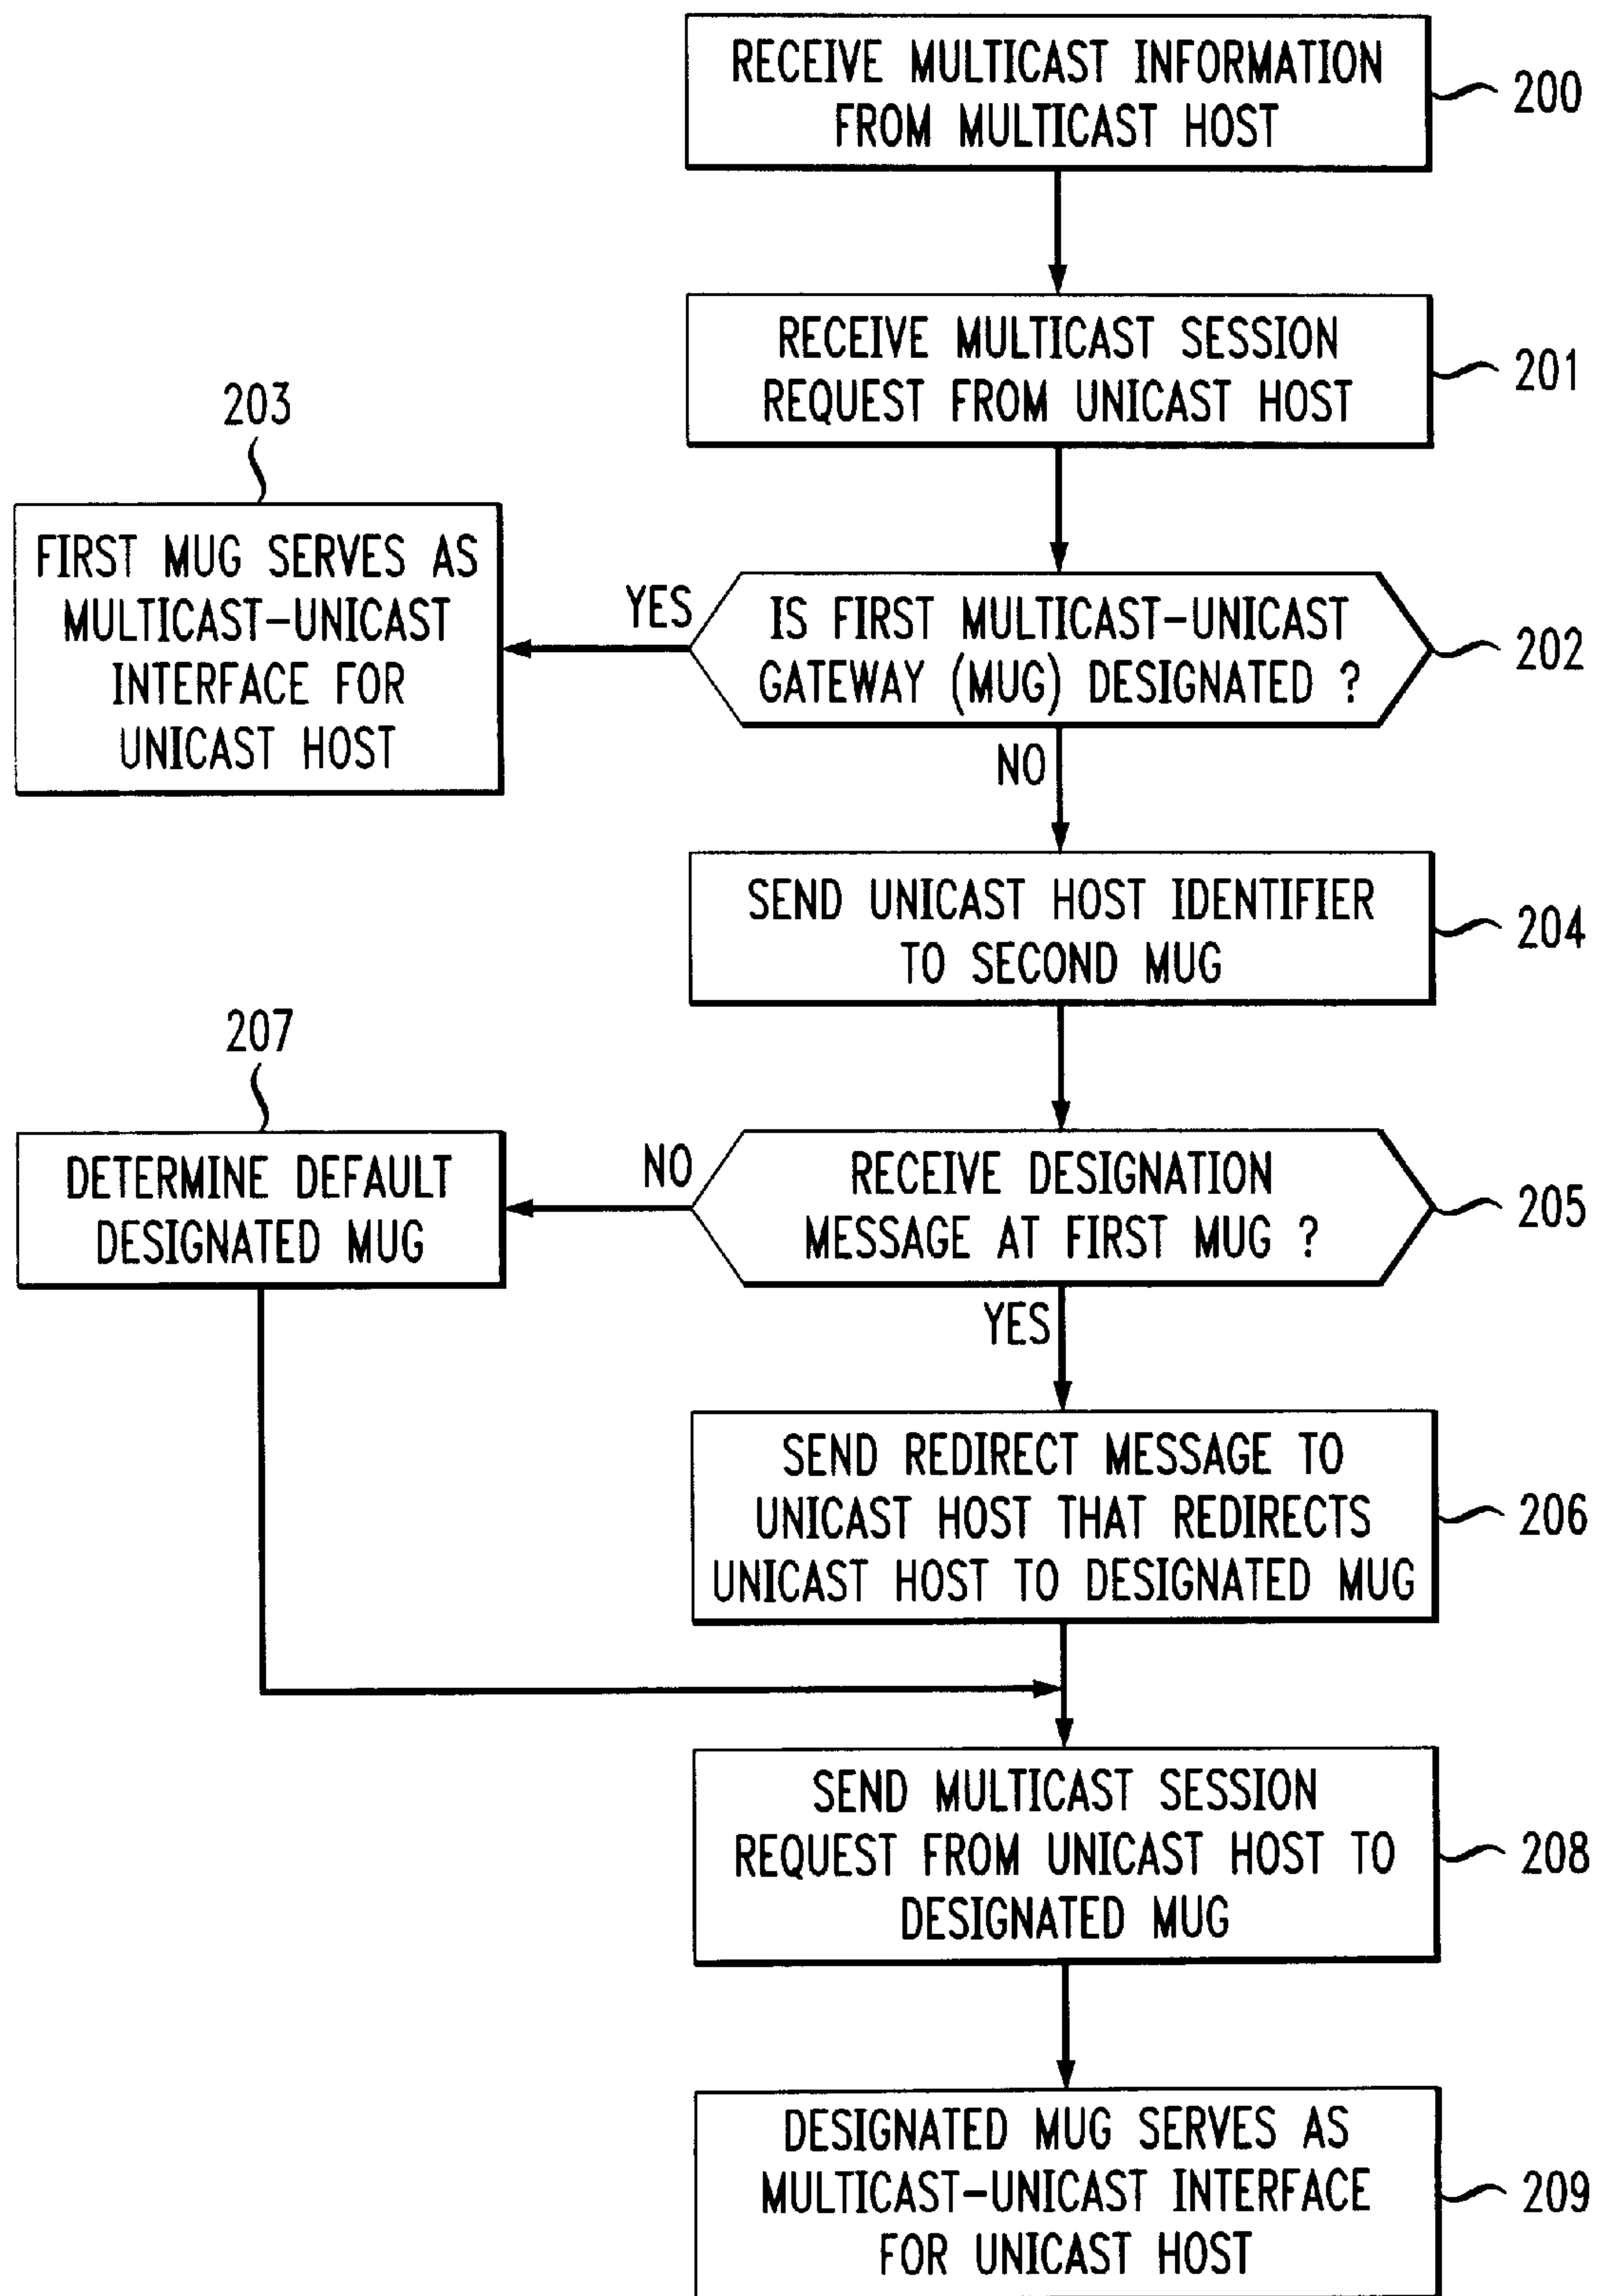 RECEIVE MULTICAST INFORMATION
FROM MULTICAST HOST
200
RECEIVE MULTICAST SESSION
REQUEST FROM UNICAST HOST
201
203
FIRST MUG SERVES AS
MULTICAST-UNICAST
INTERFACE FOR
UNICAST HOST
YES
IS FIRST MULTICAST-UNICAST
GATEWAY (MUG) DESIGNATED ?
202
NO
SEND UNICAST HOST IDENTIFIER
TO SECOND MUG
204
207
DETERMINE DEFAULT
DESIGNATED MUG
NO
RECEIVE DESIGNATION
MESSAGE AT FIRST MUG ?
205
YES
SEND REDIRECT MESSAGE TO
UNICAST HOST THAT REDIRECTS
UNICAST HOST TO DESIGNATED MUG
206
SEND MULTICAST SESSION
REQUEST FROM UNICAST HOST TO
DESIGNATED MUG
208
DESIGNATED MUG SERVES AS
MULTICAST-UNICAST INTERFACE
FOR UNICAST HOST
209